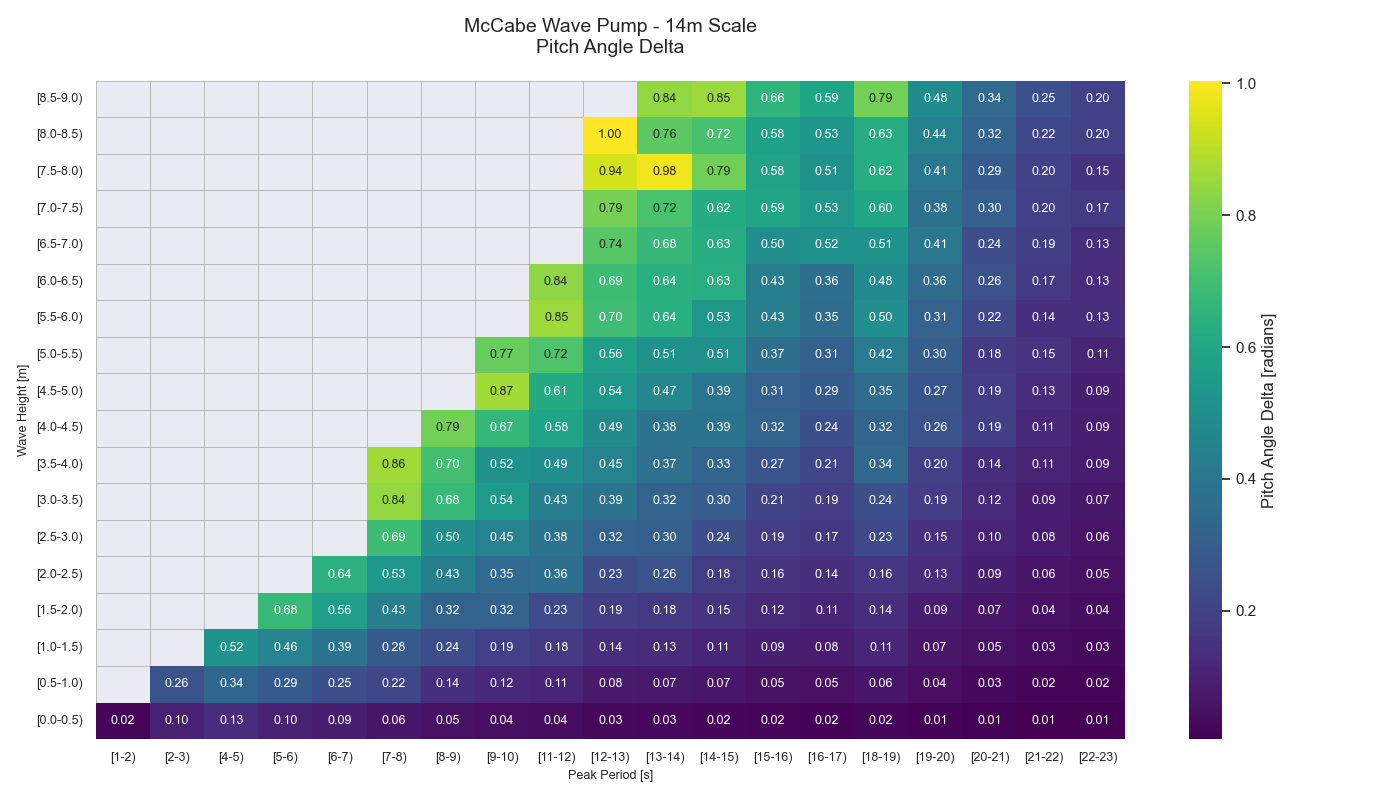 McCabe Wave Pump - 14m Scale
Pitch Angle Delta
[8.5-9.0) 0.84 0.85 0.66 0.59 0.79 0.48 0.34 0.25 0.20
[8.0-8.5) 1.00 0.76 0.72 0.58 0.53 0.63 0.44 0.32 0.22 0.20
[7.5-8.0) 0.94 0.98 0.79 0.58 0.51 0.62 0.41 0.29 0.20 0.15
[7.0-7.5) 0.79 0.72 0.62 0.59 0.53 0.60 0.38 0.30 0.20 0.17
[6.5-7.0) 0.74 0.68 0.63 0.50 0.52 0.51 0.41 0.24 0.19 0.13
[6.0-6.5) 0.84 0.69 0.64 0.63 0.43 0.36 0.48 0.36 0.26 0.17 0.13
[5.5-6.0) 0.85 0.70 0.64 0.53 0.43 0.35 0.50 0.31 0.22 0.14 0.13
[5.0-5.5) 0.77 0.72 0.56 0.51 0.51 0.37 0.31 0.42 0.30 0.18 0.15 0.11
[4.5-5.0) 0.87 0.61 0.54 0.47 0.39 0.31 0.29 0.35 0.27 0.19 0.13 0.09
[4.0-4.5) 0.79 0.67 0.58 0.49 0.38 0.39 0.32 0.24 0.32 0.26 0.19 0.11 0.09
[3.5-4.0) 0.86 0.70 0.52 0.49 0.45 0.37 0.33 0.27 0.21 0.34 0.20 0.14 0.11 0.09
[3.0-3.5) 0.84 0.68 0.54 0.43 0.39 0.32 0.30 0.21 0.19 0.24 0.19 0.12 0.09 0.07
[2.5-3.0) 0.69 0.50 0.45 0.38 0.32 0.30 0.24 0.19 0.17 0.23 0.15 0.10 0.08 0.06
[2.0-2.5) 0.64 0.53 0.43 0.35 0.36 0.23 0.26 0.18 0.16 0.14 0.16 0.13 0.09 0.06 0.05
[1.5-2.0) 0.68 0.56 0.43 0.32 0.32 0.23 0.19 0.18 0.15 0.12 0.11 0.14 0.09 0.07 0.04 0.04
[1.0-1.5) 0.52 0.46 0.39 0.28 0.24 0.19 0.18 0.14 0.13 0.11 0.09 0.08 0.11 0.07 0.05 0.03 0.03
[0.5-1.0) 0.26 0.34 0.29 0.25 0.22 0.14 0.12 0.11 0.08 0.07 0.07 0.05 0.05 0.06 0.04 0.03 0.02 0.02
[0.0-0.5) 0.02 0.10 0.13 0.10 0.09 0.06 0.05 0.04 0.04 0.03 0.03 0.02 0.02 0.02 0.02 0.01 0.01 0.01 0.01
[1-2) [2-3) [4-5) [5-6) [6-7) [7-8) [8-9) [9-10) [11-12) [12-13) [13-14) [14-15) [15-16) [16-17) [18-19) [19-20) [20-21) [21-22) [22-23)
Peak Period [s]
Wave Height [m]
1.0
0.8
0.6
0.4
0.2
Pitch Angle Delta [radians]